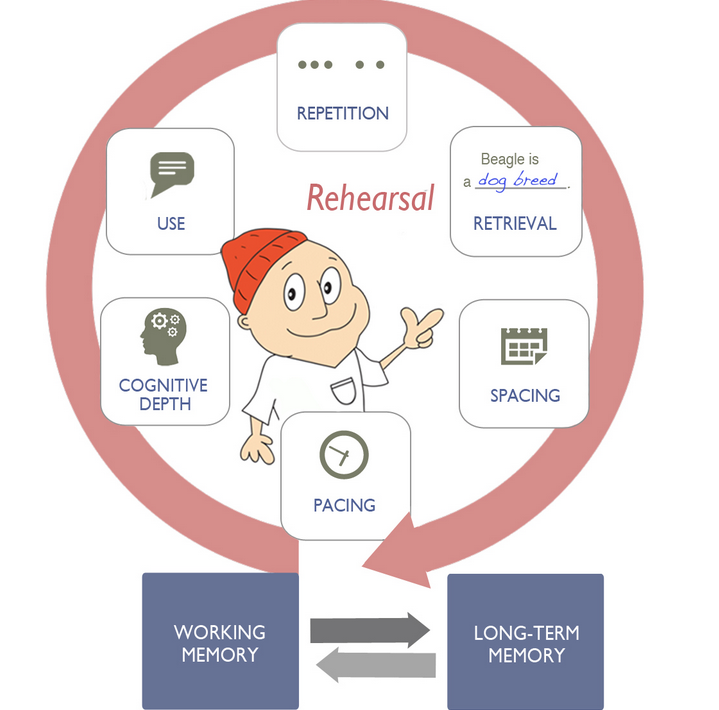 REPETITION
Rehearsal
Beagle is
a dog breed.
RETRIEVAL
USE
SPACING
COGNITIVE
DEPTH
PACING
WORKING
MEMORY
LONG-TERM
MEMORY